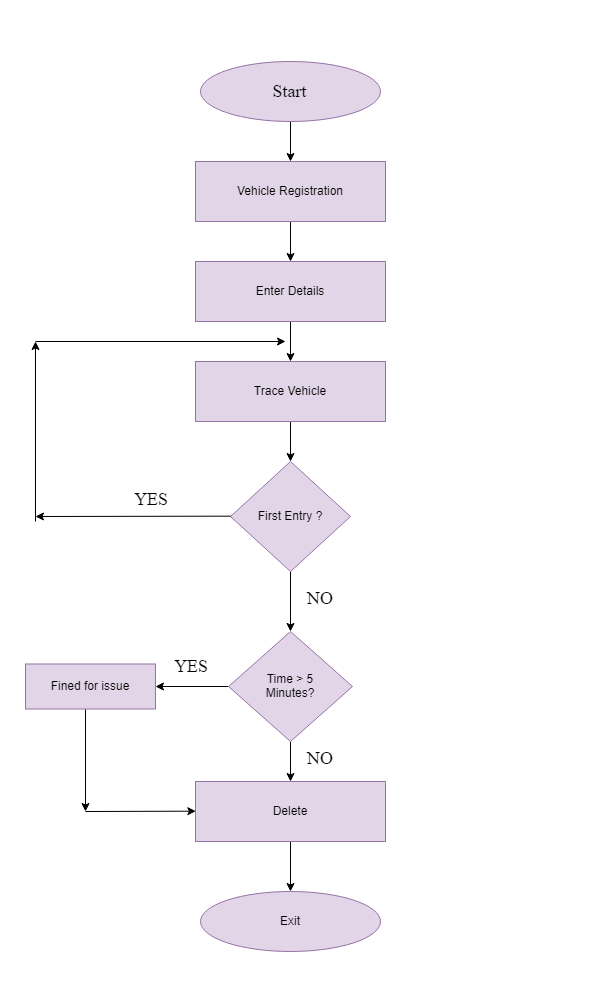 Start
Vehicle Registration
Enter Details
Trace Vehicle
YES
First Entry ?
NO
YES
Fined for issue
Time > 5
Minutes?
NO
Delete
Exit